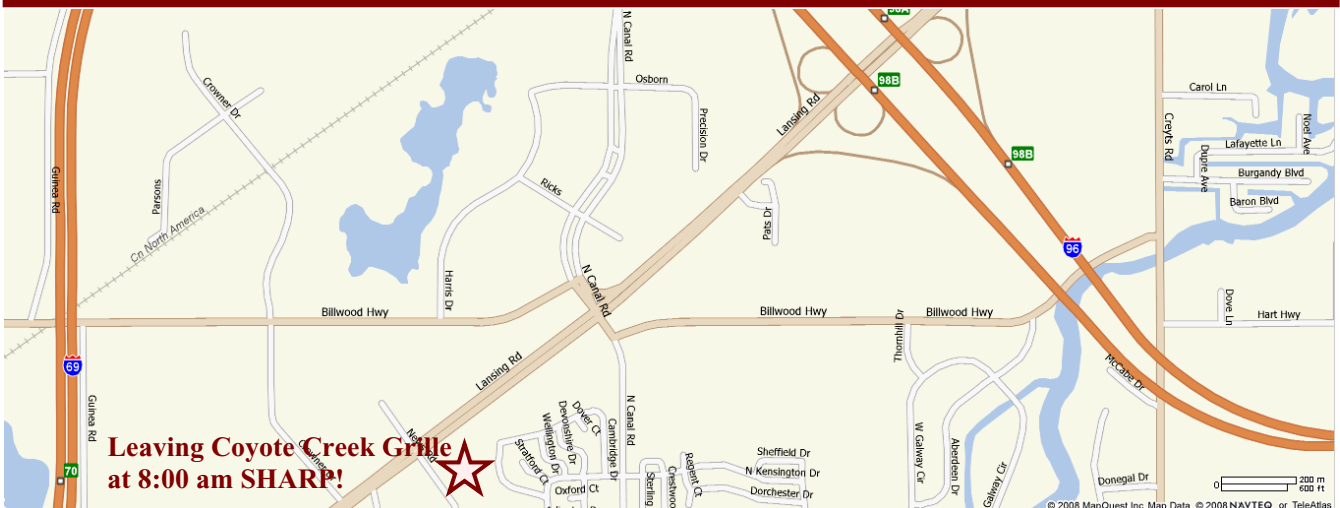 98A
N Canal Rd
Osborn
98B
Crowner Dr
Lansing Rd
Carol Ln
Precision Dr
Creyts Rd
Noel Ave
Lafayette Ln
98B
Dupre Ave
Burgandy Blvd
Guinea Rd
Parsons
Ricks
Baron Blvd
Cn North America
Pats Dr
96
Harris Dr
N Canal Rd
Billwood Hwy
Billwood Hwy
Billwood Hwy
Dove Ln
Hart Hwy
Thornhill Dr
69
Lansing Rd
McCabe Dr
Guinea Rd
N Canal Rd
Dover Ct
Devonshire Dr
Wellington Dr
Cambridge Dr
Leaving Coyote Creek Grille
at 8:00 am SHARP!
Stratford Ct
W Galway Cir
Aberdeen Dr
Galway Cir
Sheffield Dr
N Kensington Dr
Dorchester Dr
Regent Ct
Oxford Ct
Sterling
70
Donegal Dr
0 200 m
600 ft
© 2008 MapQuest Inc. Map Data © 2008 NAVTEQ or TeleAtlas